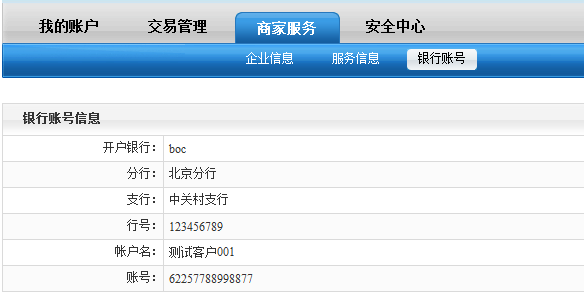 我的账户 交易管理 商家服务 安全中心
企业信息 服务信息 银行账号
银行账号信息
开户银行： boc
分行： 北京分行
支行： 中关村支行
行号： 123456789
帐户名： 测试客户001
账号： 62257788998877